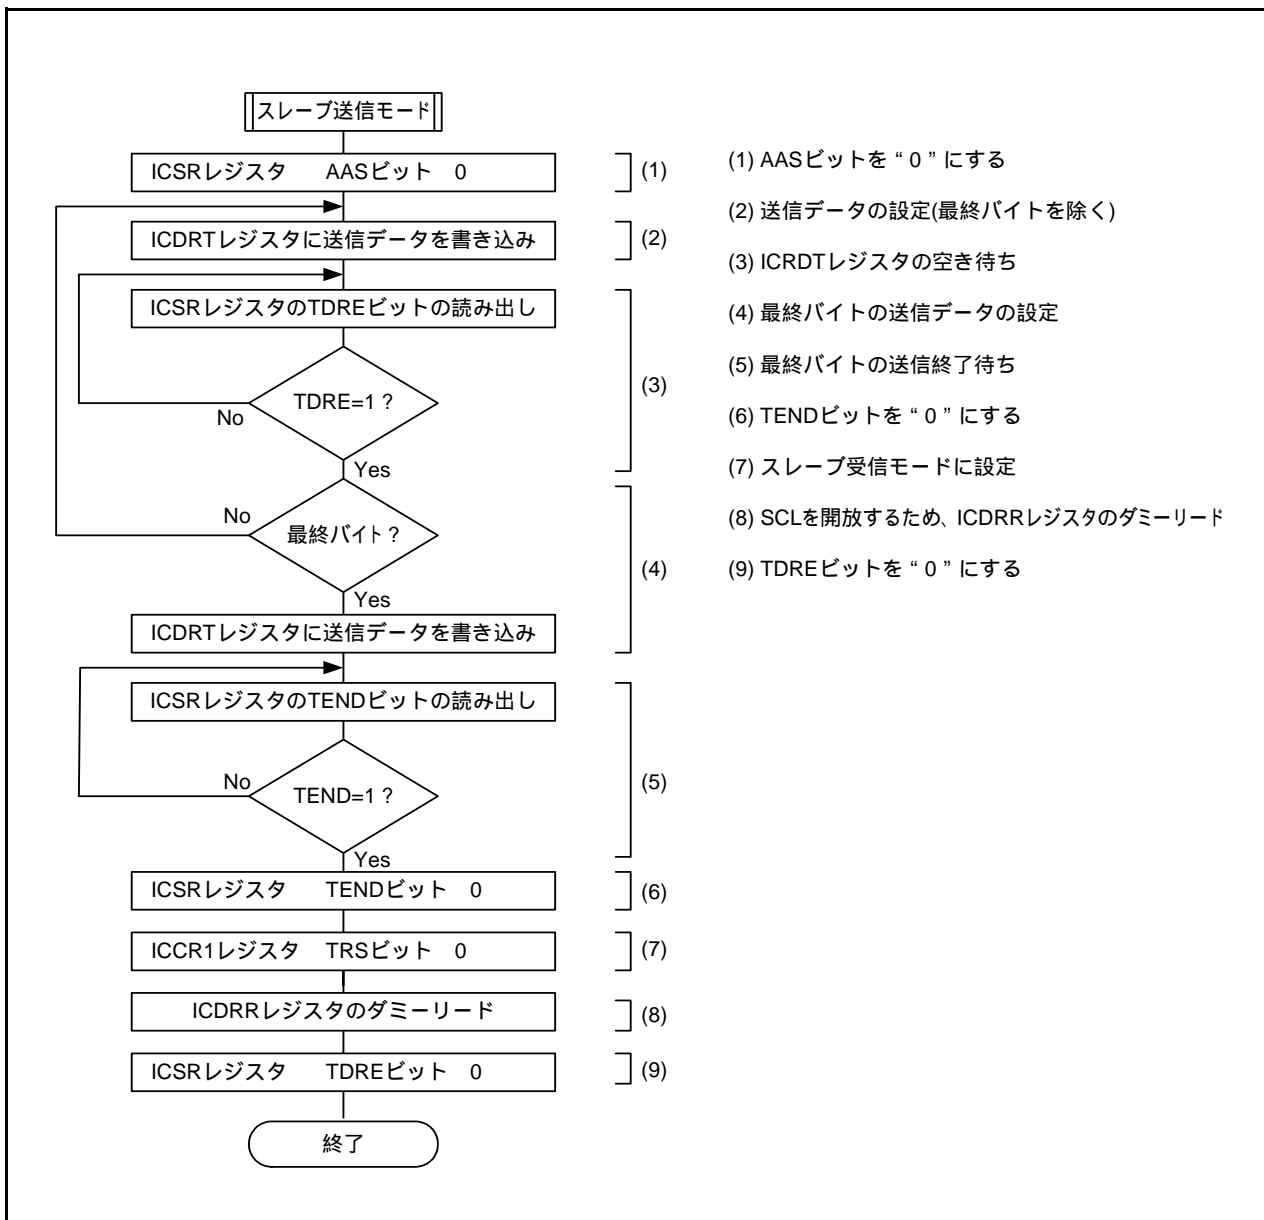 スレーブ送信モード
ICSRレジスタ AASビット 0
(1)
ICDRTレジスタに送信データを書き込み
(2)
ICSRレジスタのTDREビットの読み出し
TDRE=1？
No
Yes
(3)
最終バイト？
No
Yes
ICDRTレジスタに送信データを書き込み
(4)
ICSRレジスタのTENDビットの読み出し
TEND=1？
No
Yes
(5)
ICSRレジスタ TENDビット 0
(6)
ICCR1レジスタ TRSビット 0
(7)
ICDRRレジスタのダミーリード
(8)
ICSRレジスタ TDREビット 0
(9)
終了
(1) AASビットを“0”にする
(2) 送信データの設定(最終バイトを除く)
(3) ICRDTレジスタの空き待ち
(4) 最終バイトの送信データの設定
(5) 最終バイトの送信終了待ち
(6) TENDビットを“0”にする
(7) スレーブ受信モードに設定
(8) SCLを開放するため、ICDRRレジスタのダミーリード
(9) TDREビットを“0”にする